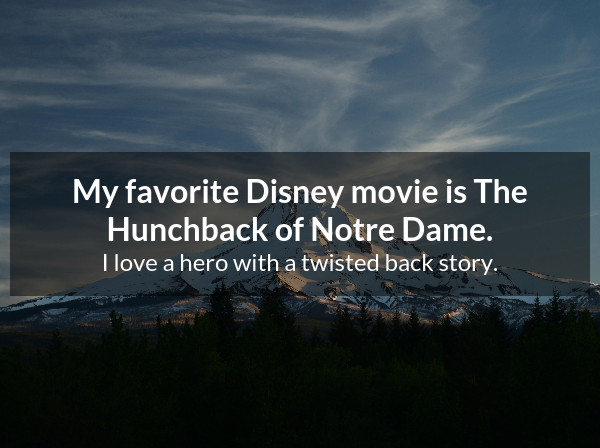 My favorite Disney movie is The
Hunchback of Notre Dame.
I love a hero with a twisted back story.